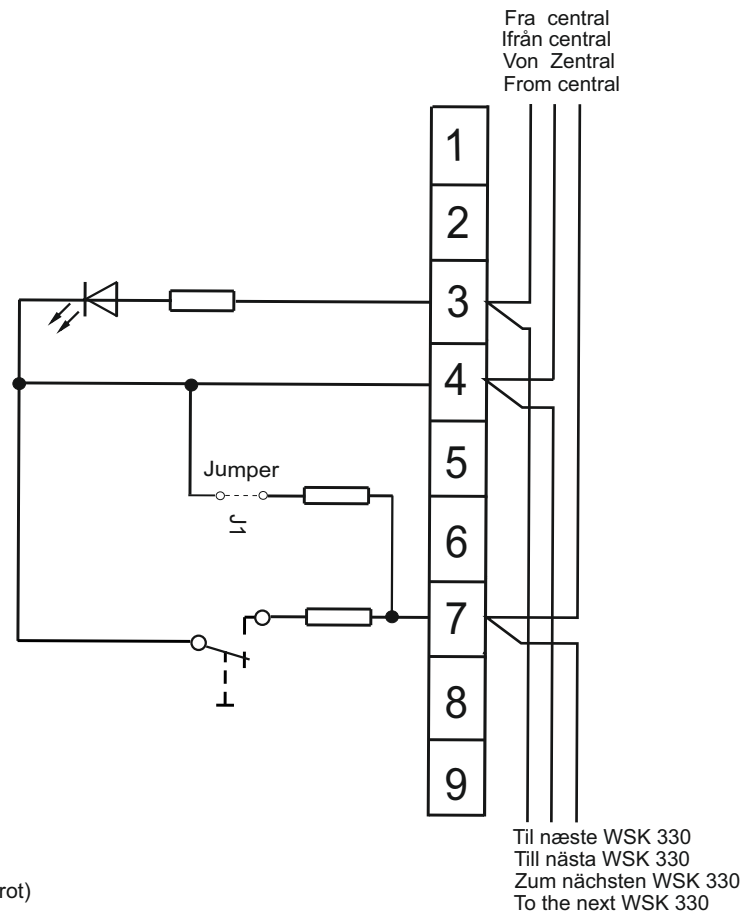 Fra central
Ifrån central
Von Zentral
From central
1
2
3
4
5
Jumper
J1
6
7
8
9
Til næste WSK 330
Till nästa WSK 330
Zum nächsten WSK 330
To the next WSK 330
rot)